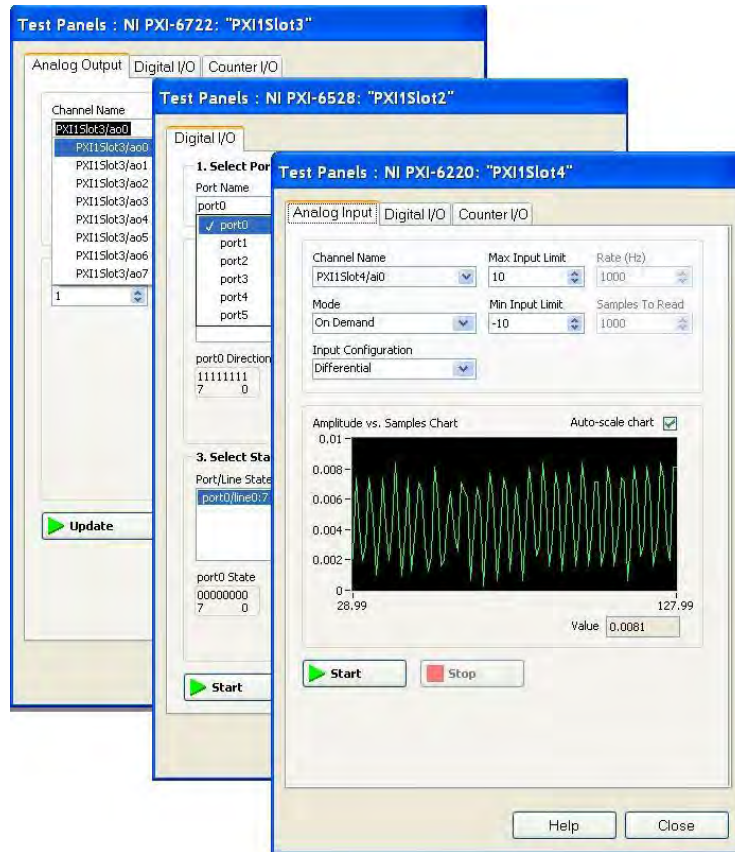 Test Panels : NI PXI-6722: "PXI1Slot3"
Analog Output Digital I/O Counter I/O
Channel Name
PXI1Slot3/ao0
PXI1Slot3/ao0
PXI1Slot3/ao1
PXI1Slot3/ao2
PXI1Slot3/ao3
PXI1Slot3/ao4
PXI1Slot3/ao5
PXI1Slot3/ao6
PXI1Slot3/ao7
1
Update
Test Panels : NI PXI-6528: "PXI1Slot2"
Digital I/O
1. Select Por
Port Name
port0
✓ port0
port1
port2
port3
port4
port5
port0 Direction
11111111
7 0
3. Select Sta
Port/Line State
port0/line0:7
port0 State
00000000
7 0
Start
Test Panels : NI PXI-6220: "PXI1Slot4"
Analog Input Digital I/O Counter I/O
Channel Name Max Input Limit Rate (Hz)
PXI1Slot4/ai0 10 1000
Mode Min Input Limit Samples To Read
On Demand -10 1000
Input Configuration
Differential
Amplitude vs. Samples Chart Auto-scale chart
0.01
0.008
0.006
0.004
0.002
0
28.99 127.99
Value 0.0081
Start Stop
Help Close